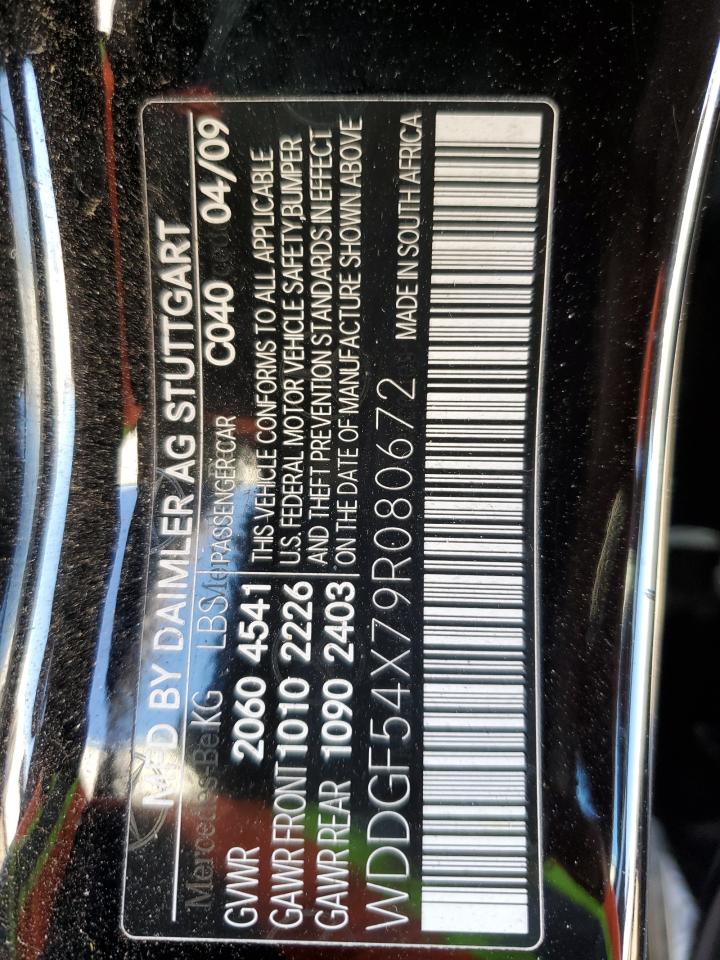 MFD BY DAIMLER AG STUTTGART
Mercedes-Benz KG LBS PASSENGER CAR C040 04/09
GVWR 2060 4541
GAWR FRONT 1010 2226
GAWR REAR 1090 2403
THIS VEHICLE CONFORMS TO ALL APPLICABLE
U.S. FEDERAL MOTOR VEHICLE SAFETY,BUMPER
AND THEFT PREVENTION STANDARDS IN EFFECT
ON THE DATE OF MANUFACTURE SHOWN ABOVE
WDDGF54X79R080672 MADE IN SOUTH AFRICA